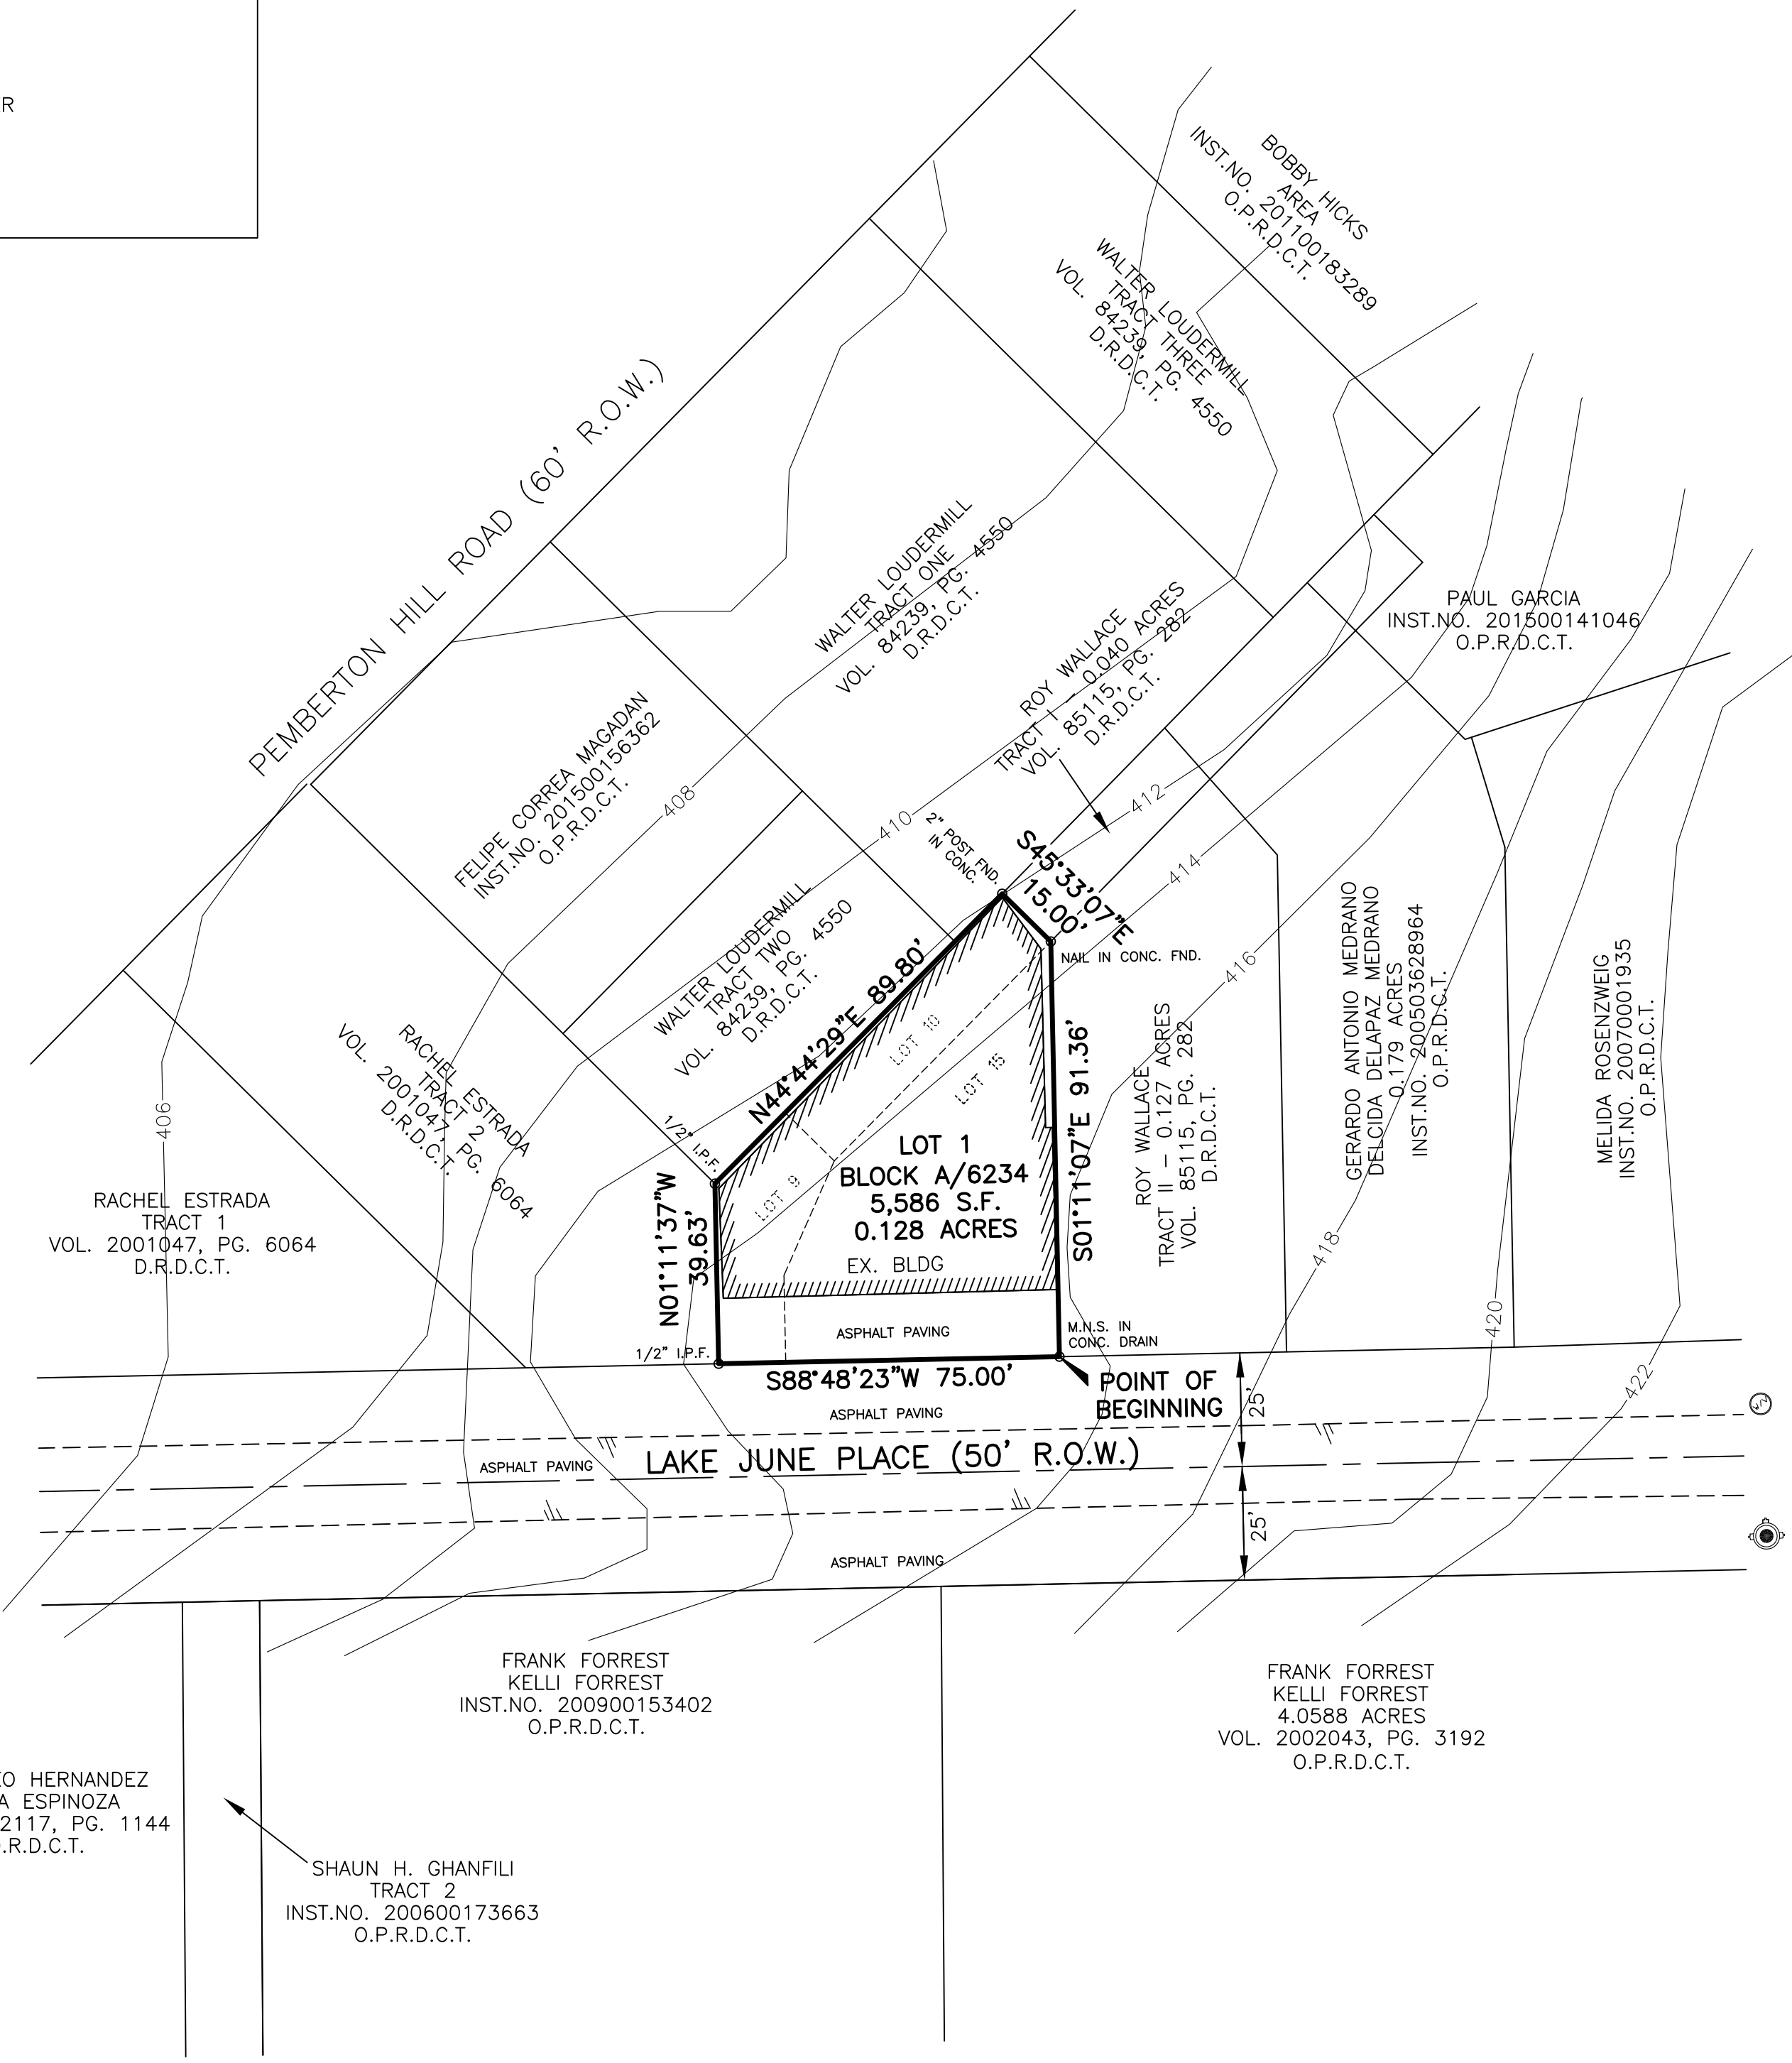 R
BOBBY HICKS
AREA
INST.NO. 201100183289
O.P.R.D.C.T.
WALTER LOUDERMILL
TRACT THREE
VOL. 84239, PG. 4550
D.R.D.C.T.
PEMBERTON HILL ROAD (60' R.O.W.)
WALTER LOUDERMILL
TRACT ONE
VOL. 84239, PG. 4550
D.R.D.C.T.
ROY WALLACE
TRACT I – 0.040 ACRES
VOL. 85115, PG. 282
D.R.D.C.T.
PAUL GARCIA
INST.NO. 201500141046
O.P.R.D.C.T.
FELIPE CORREA MAGADAN
INST.NO. 201500156362
O.P.R.D.C.T.
408
410
412
414
416
2" POST FND.
IN CONC.
S45°33'07"E
15.00'
NAIL IN CONC. FND.
WALTER LOUDERMILL
TRACT TWO
VOL. 84239, PG. 4550
D.R.D.C.T.
N44°44'29"E 89.80'
GERARDO ANTONIO MEDRANO
DELCIDA DELAPAZ MEDRANO
0.179 ACRES
INST.NO. 200503628964
O.P.R.D.C.T.
MELIDA ROSENZWEIG
INST.NO. 200700001935
O.P.R.D.C.T.
RACHEL ESTRADA
TRACT 2
VOL. 2001047, PG. 6064
D.R.D.C.T.
406
1/2" I.P.F.
LOT 10
LOT 15
LOT 9
LOT 1
BLOCK A/6234
5,586 S.F.
0.128 ACRES
EX. BLDG
S01°11'07"E 91.36'
ROY WALLACE
TRACT II – 0.127 ACRES
VOL. 85115, PG. 282
D.R.D.C.T.
RACHEL ESTRADA
TRACT 1
VOL. 2001047, PG. 6064
D.R.D.C.T.
N01°11'37"W
39.63'
418
420
422
ASPHALT PAVING
M.N.S. IN
CONC. DRAIN
1/2" I.P.F.
S88°48'23"W 75.00'
POINT OF
BEGINNING
25'
ASPHALT PAVING
ASPHALT PAVING
LAKE JUNE PLACE (50' R.O.W.)
25'
ASPHALT PAVING
FRANK FORREST
KELLI FORREST
INST.NO. 200900153402
O.P.R.D.C.T.
FRANK FORREST
KELLI FORREST
4.0588 ACRES
VOL. 2002043, PG. 3192
O.P.R.D.C.T.
O HERNANDEZ
A ESPINOZA
2117, PG. 1144
.R.D.C.T.
SHAUN H. GHANFILI
TRACT 2
INST.NO. 200600173663
O.P.R.D.C.T.